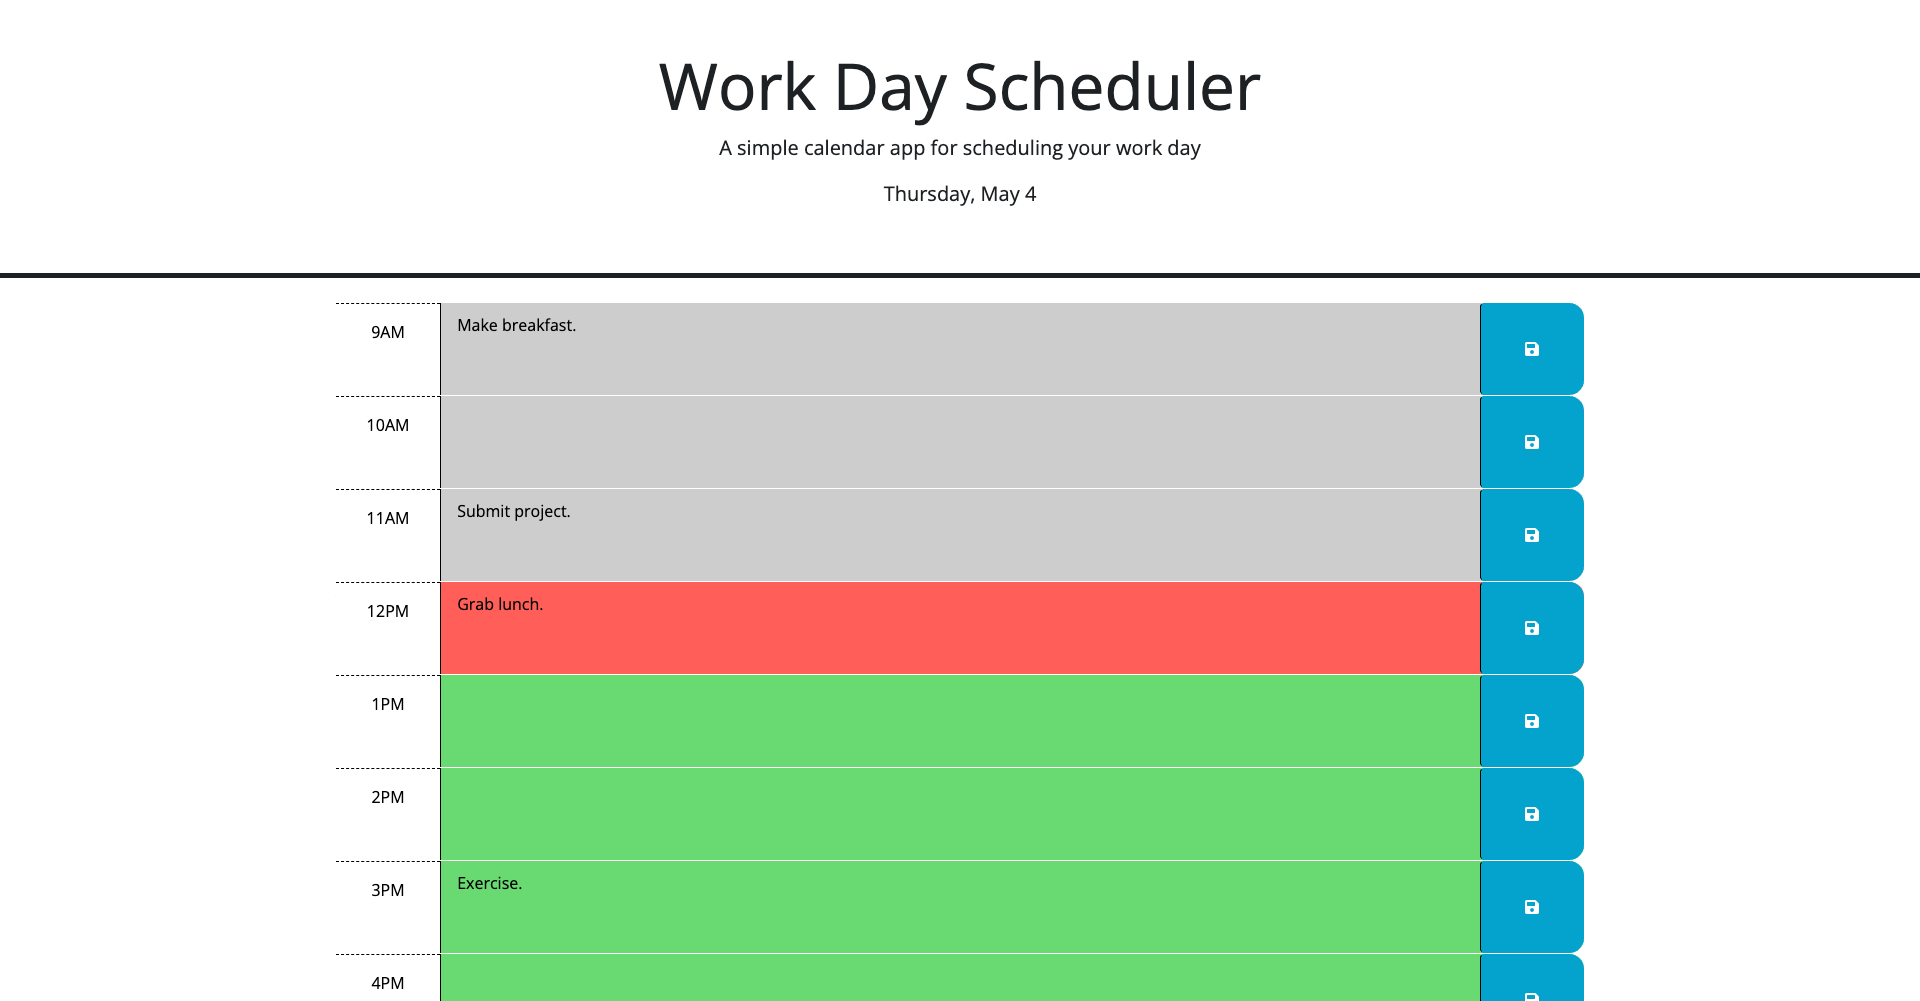 Work Day Scheduler
A simple calendar app for scheduling your work day
Thursday, May 4
9AM
Make breakfast.
10AM
11AM
Submit project.
12PM
Grab lunch.
1PM
2PM
3PM
Exercise.
4PM